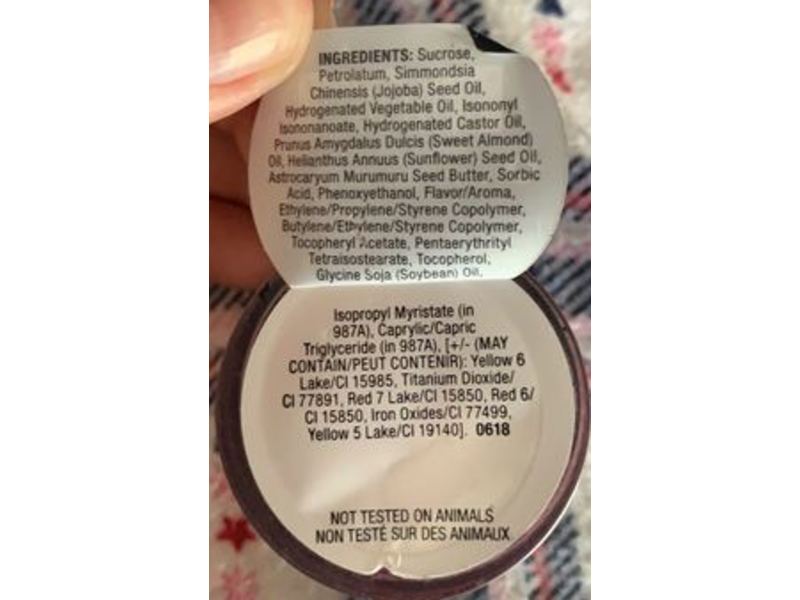 INGREDIENTS: Sucrose,
Petrolatum, Simmondsia
Chinensis (Jojoba) Seed Oil,
Hydrogenated Vegetable Oil, Isononyl
Isononanoate, Hydrogenated Castor Oil,
Prunus Amygdalus Dulcis (Sweet Almond)
Oil, Helianthus Annuus (Sunflower) Seed Oil,
Astrocaryum Murumuru Seed Butter, Sorbic
Acid, Phenoxyethanol, Flavor/Aroma,
Ethylene/Propylene/Styrene Copolymer,
Butylene/Ethylene/Styrene Copolymer,
Tocopheryl Acetate, Pentaerythrityl
Tetraisostearate, Tocopherol,
Glycine Soja (Soybean) Oil,
Isopropyl Myristate (in
987A), Caprylic/Capric
Triglyceride (in 987A), [+/- (MAY
CONTAIN/PEUT CONTENIR): Yellow 6
Lake/CI 15985, Titanium Dioxide/
CI 77891, Red 7 Lake/CI 15850, Red 6/
CI 15850, Iron Oxides/CI 77499,
Yellow 5 Lake/CI 19140]. 0618
NOT TESTED ON ANIMALS
NON TESTÉ SUR DES ANIMAUX